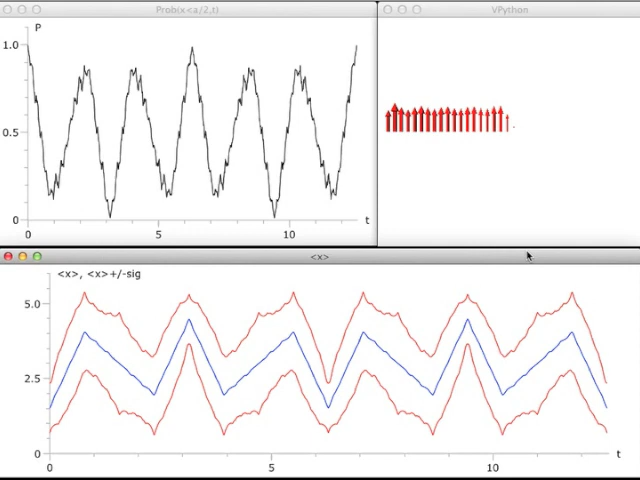 Prob(x<a/2,t)
VPython
P
1.0
0.5
0
0
5
10
t
<x>
<x>, <x>+/-sig
5.0
2.5
0
0
5
10
t